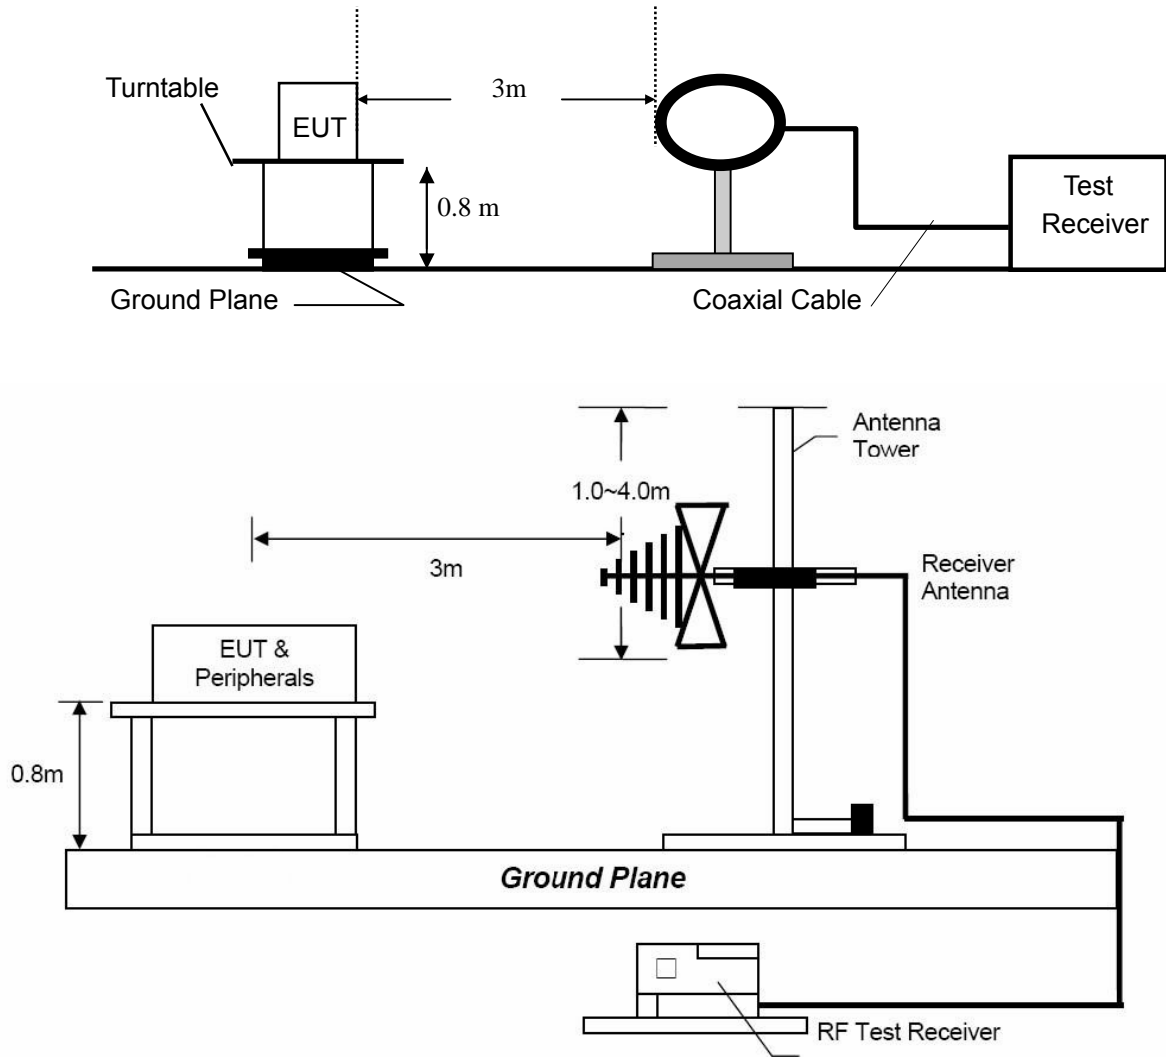 Turntable
3m
EUT
0.8 m
Test
Receiver
Ground Plane
Coaxial Cable
Antenna
Tower
1.0~4.0m
3m
Receiver
Antenna
EUT &
Peripherals
0.8m
Ground Plane
RF Test Receiver